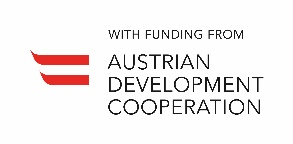 WITH FUNDING FROM
AUSTRIAN
DEVELOPMENT
COOPERATION